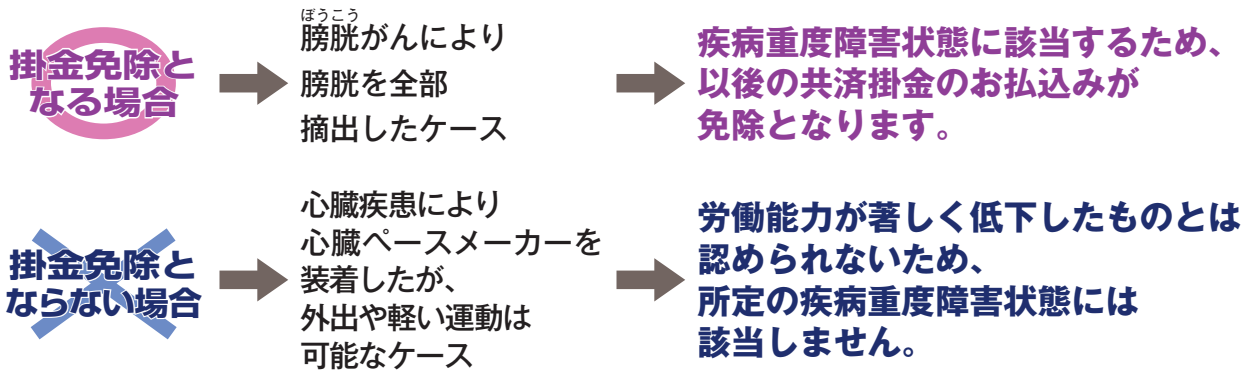 掛金免除と
なる場合
ぼうこう
膀胱がんにより
膀胱を全部
摘出したケース
疾病重度障害状態に該当するため、
以後の共済掛金のお払込みが
免除となります。
掛金免除と
ならない場合
心臓疾患により
心臓ペースメーカーを
装着したが、
外出や軽い運動は
可能なケース
労働能力が著しく低下したものとは
認められないため、
所定の疾病重度障害状態には
該当しません。